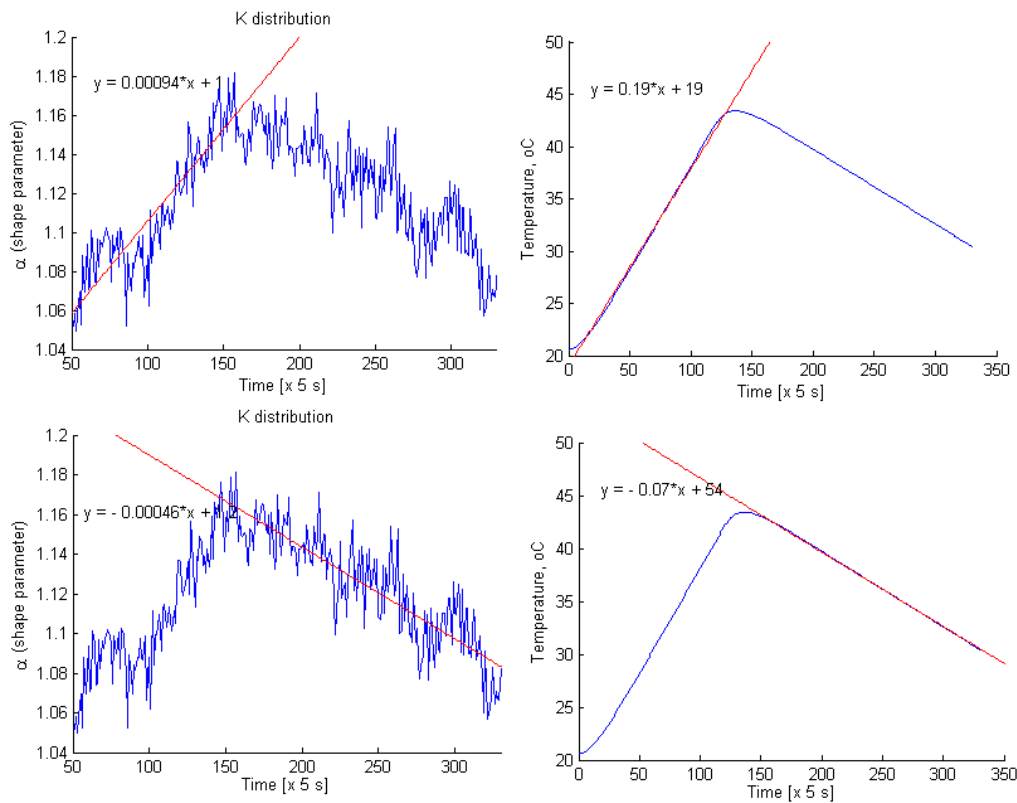 K distribution
1.2
1.18
1.16
1.14
1.12
1.1
1.08
1.06
1.04
α (shape parameter)
y = 0.00094*x + 1
50 100 150 200 250 300
Time [x 5 s]
50
45
40
35
30
25
20
Temperature, oC
y = 0.19*x + 19
0 50 100 150 200 250 300 350
Time [x 5 s]
K distribution
1.2
1.18
1.16
1.14
1.12
1.1
1.08
1.06
1.04
α (shape parameter)
y = - 0.00046*x + 1.2
50 100 150 200 250 300
Time [x 5 s]
50
45
40
35
30
25
20
Temperature, oC
y = - 0.07*x + 54
0 50 100 150 200 250 300 350
Time [x 5 s]